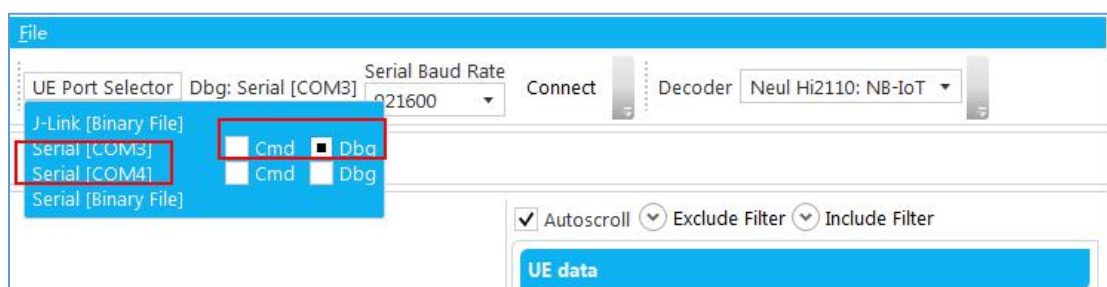 File
UE Port Selector Dbg: Serial [COM3] Serial Baud Rate 921600 Connect Decoder Neul Hi2110: NB-IoT
J-Link [Binary File]
Serial [COM3] Cmd Dbg
Serial [COM4] Cmd Dbg
Serial [Binary File]
Autoscroll Exclude Filter Include Filter
UE data